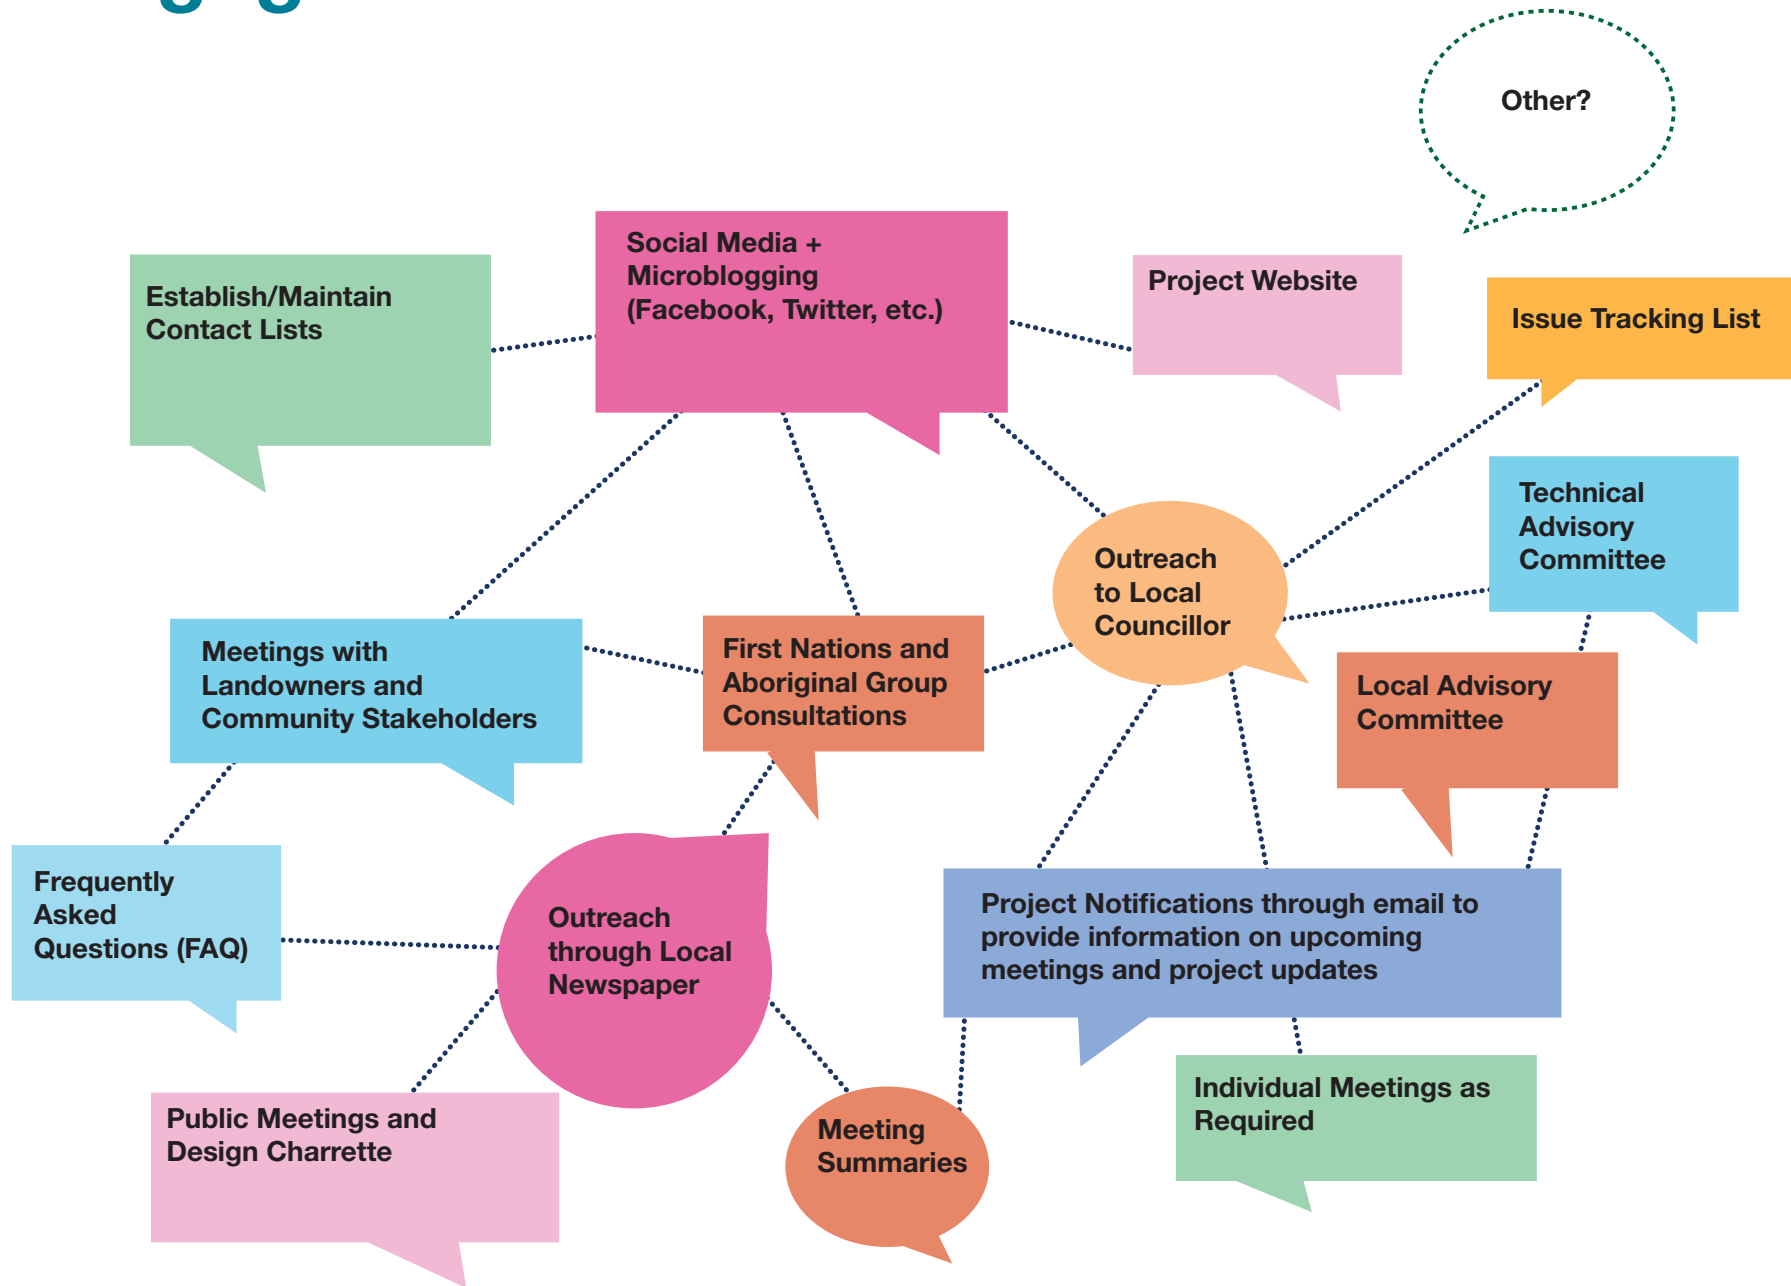 Other?
Social Media +
Microblogging
(Facebook, Twitter, etc.)
Establish/Maintain
Contact Lists
Project Website
Issue Tracking List
Technical
Advisory
Committee
Outreach
to Local
Councillor
Meetings with
Landowners and
Community Stakeholders
First Nations and
Aboriginal Group
Consultations
Local Advisory
Committee
Frequently
Asked
Questions (FAQ)
Outreach
through Local
Newspaper
Project Notifications through email to
provide information on upcoming
meetings and project updates
Individual Meetings as
Required
Public Meetings and
Design Charrette
Meeting
Summaries